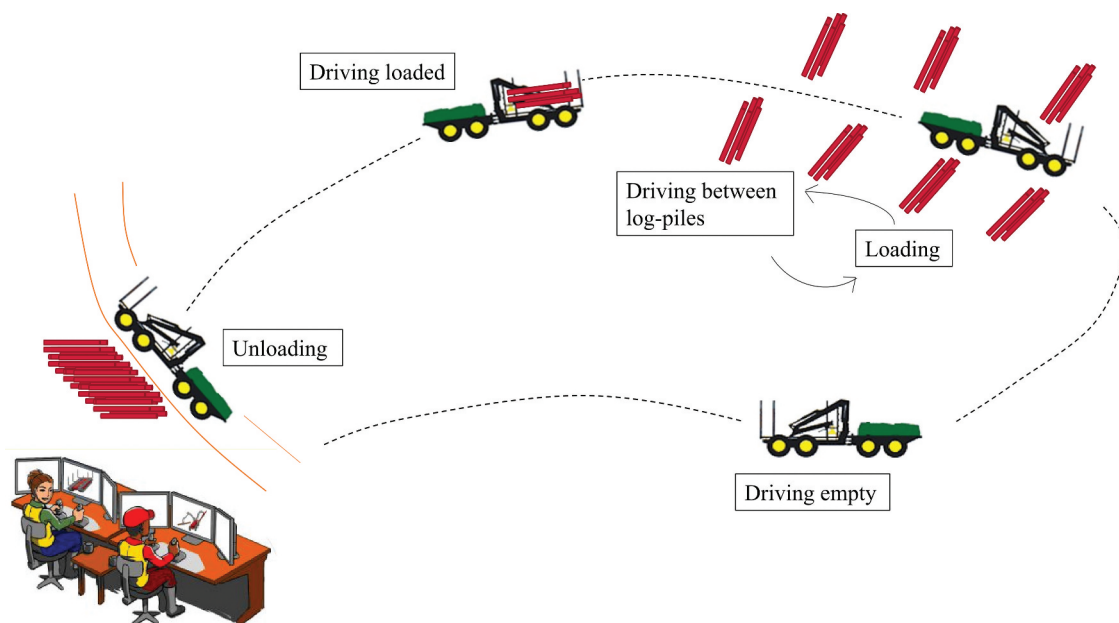 Driving loaded
Driving between
log-piles
Loading
Unloading
Driving empty